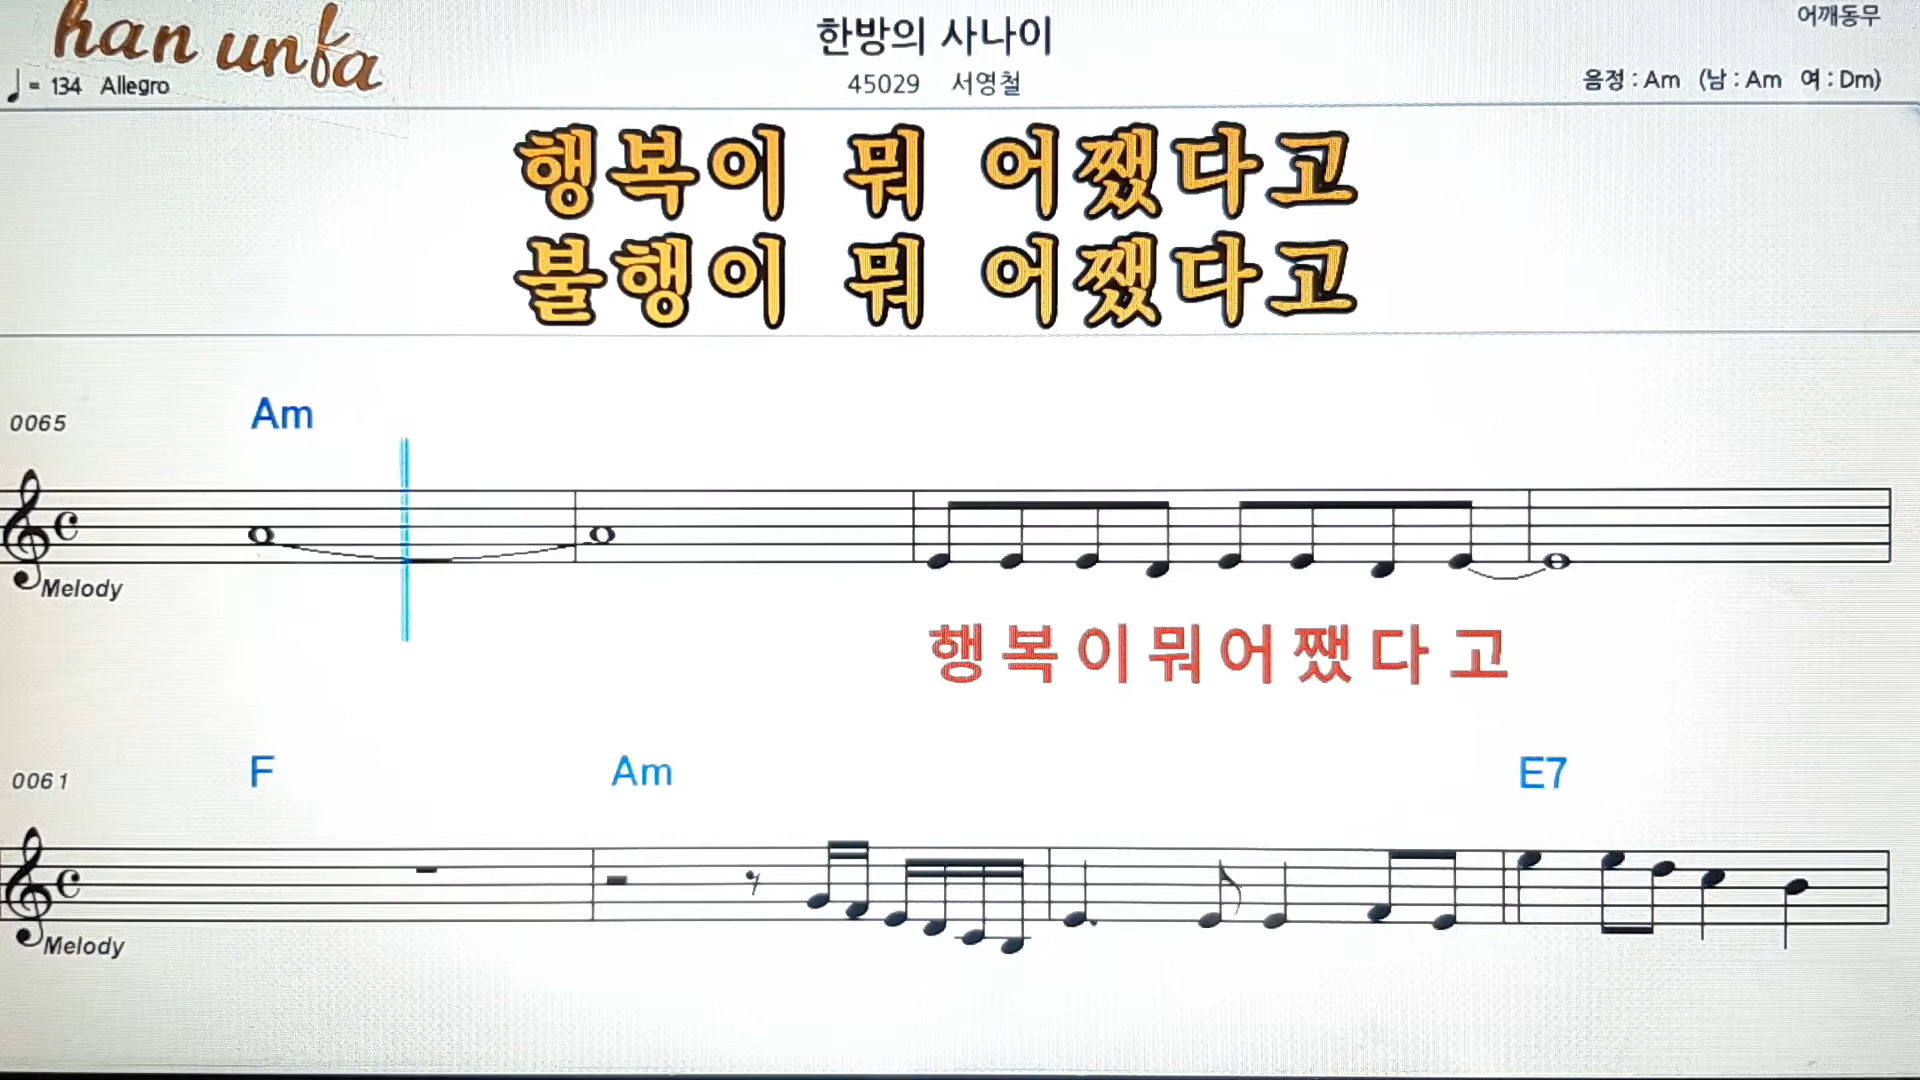 han unfa
한방의 사나이
어깨동무
♩= 134 Allegro
45029 서영철
음정 : Am (남 : Am 여 : Dm)
행복이 뭐 어쨌다고
불행이 뭐 어쨌다고
0065 Am
Melody
행복이뭐어쨌다고
0061 F Am E7
Melody